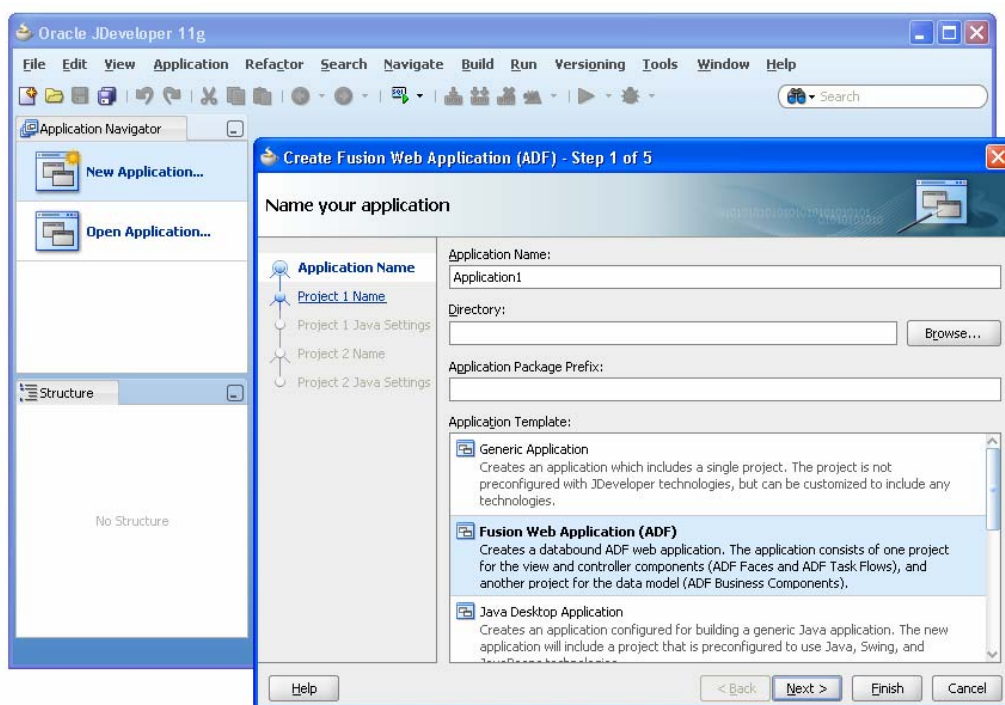 Oracle JDeveloper 11g
File Edit View Application Refactor Search Navigate Build Run Versioning Tools Window Help
Search
Application Navigator
New Application...
Open Application...
Structure
No Structure
Create Fusion Web Application (ADF) - Step 1 of 5
Name your application
Application Name
Project 1 Name
Project 1 Java Settings
Project 2 Name
Project 2 Java Settings
Application Name:
Application1
Directory:
Browse...
Application Package Prefix:
Application Template:
Generic Application
Creates an application which includes a single project. The project is not
preconfigured with JDeveloper technologies, but can be customized to include any
technologies.
Fusion Web Application (ADF)
Creates a databound ADF web application. The application consists of one project
for the view and controller components (ADF Faces and ADF Task Flows), and
another project for the data model (ADF Business Components).
Java Desktop Application
Creates an application configured for building a generic Java application. The new
application will include a project that is preconfigured to use Java, Swing, and
Help
< Back
Next >
Finish
Cancel